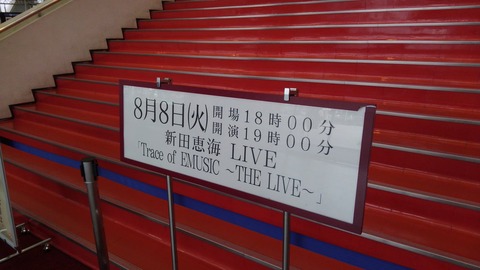 8月8日(火) 開場18時00分
開演19時00分
新田恵海 LIVE
「Trace of EMUSIC ～THE LIVE～」